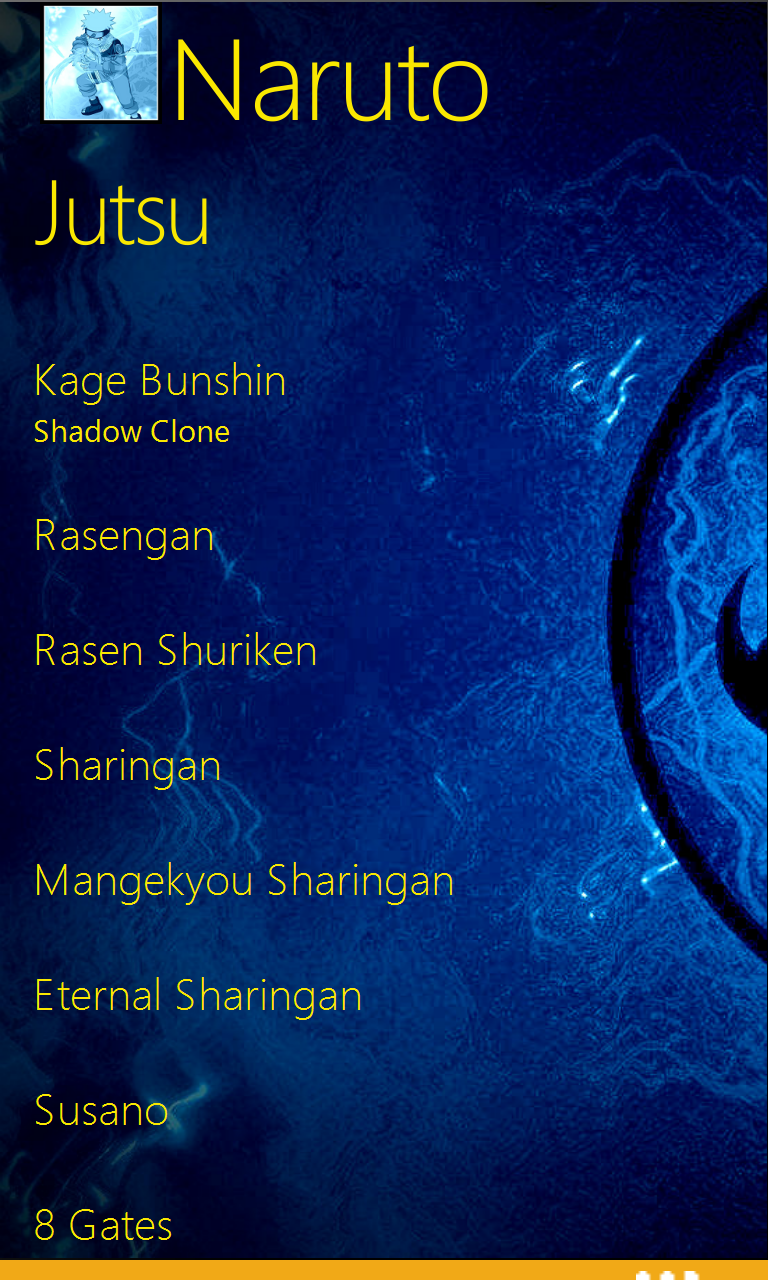 Naruto
Jutsu
Kage Bunshin
Shadow Clone
Rasengan
Rasen Shuriken
Sharingan
Mangekyou Sharingan
Eternal Sharingan
Susano
8 Gates